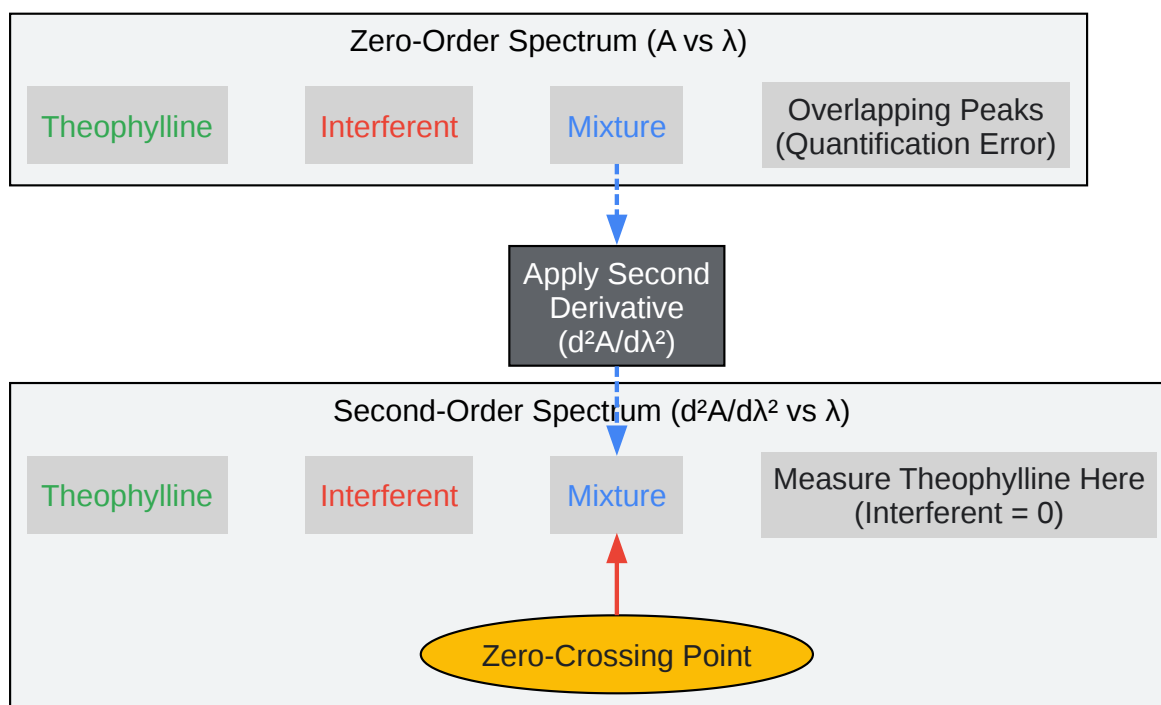 Zero-Order Spectrum (A vs λ)
Theophylline
Interferent
Mixture
Overlapping Peaks
(Quantification Error)
Apply Second
Derivative
(d²A/dλ²)
Second-Order Spectrum (d²A/dλ² vs λ)
Theophylline
Interferent
Mixture
Measure Theophylline Here
(Interferent = 0)
Zero-Crossing Point